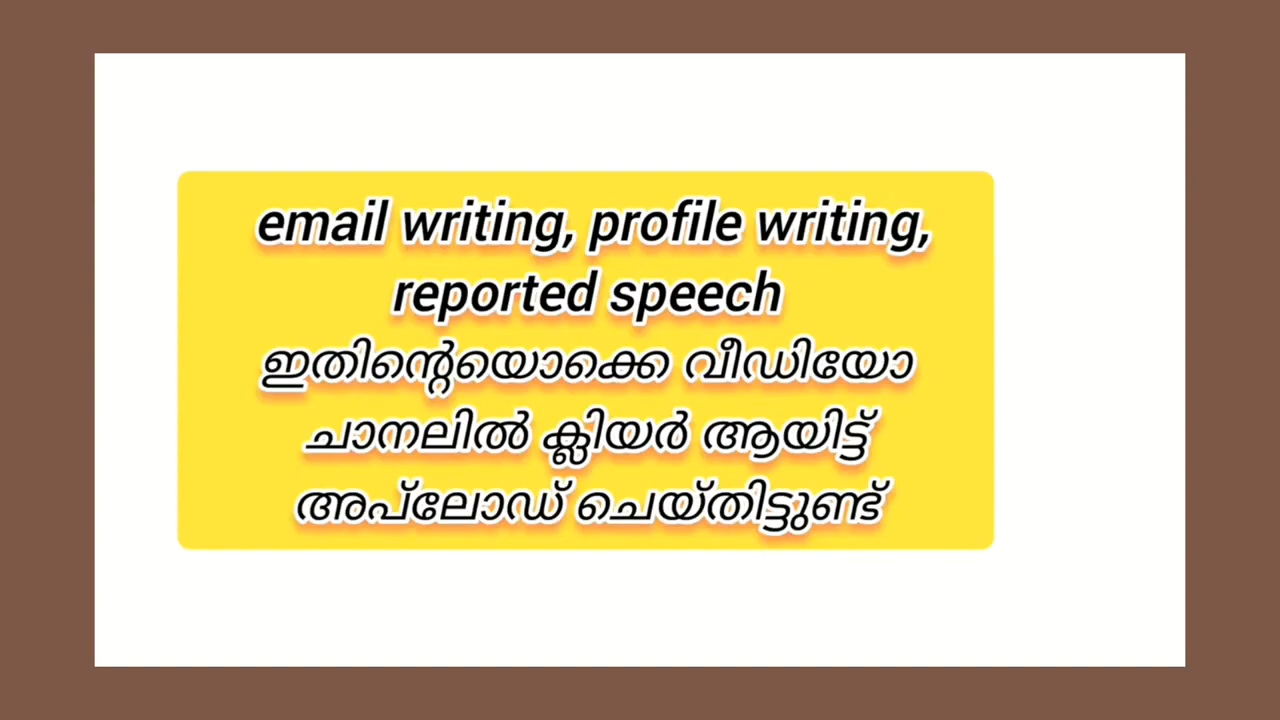 email writing, profile writing,
reported speech
ഇതിന്റെയൊക്കെ വീഡിയോ
ചാനലിൽ ക്ലിയർ ആയിട്ട്
അപ്‌ലോഡ് ചെയ്തിട്ടുണ്ട്